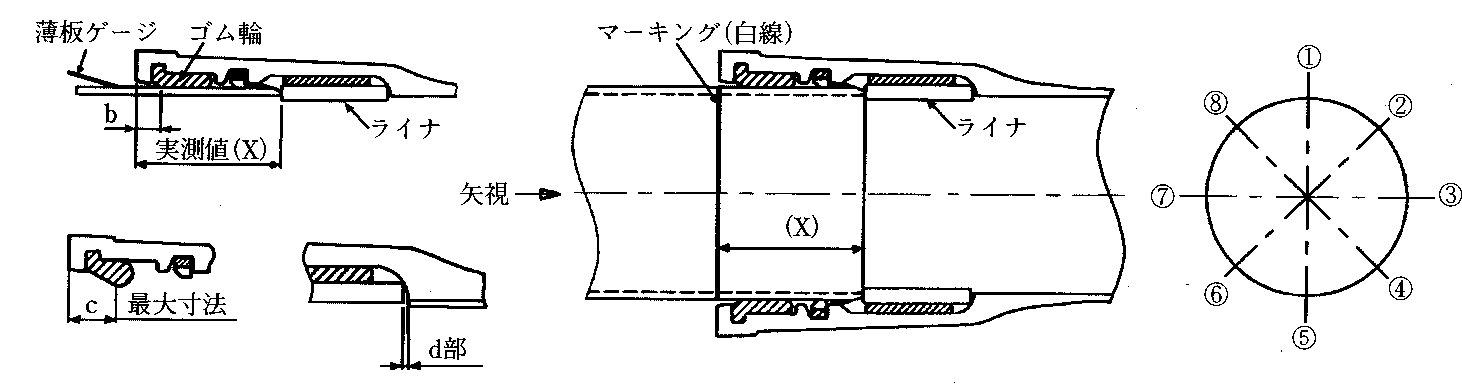 薄板ゲージ ゴム輪
b
ライナ
実測値(X)
c 最大寸法
d部
マーキング(白線)
ライナ
矢視
(X)
①
②
③
④
⑤
⑥
⑦
⑧